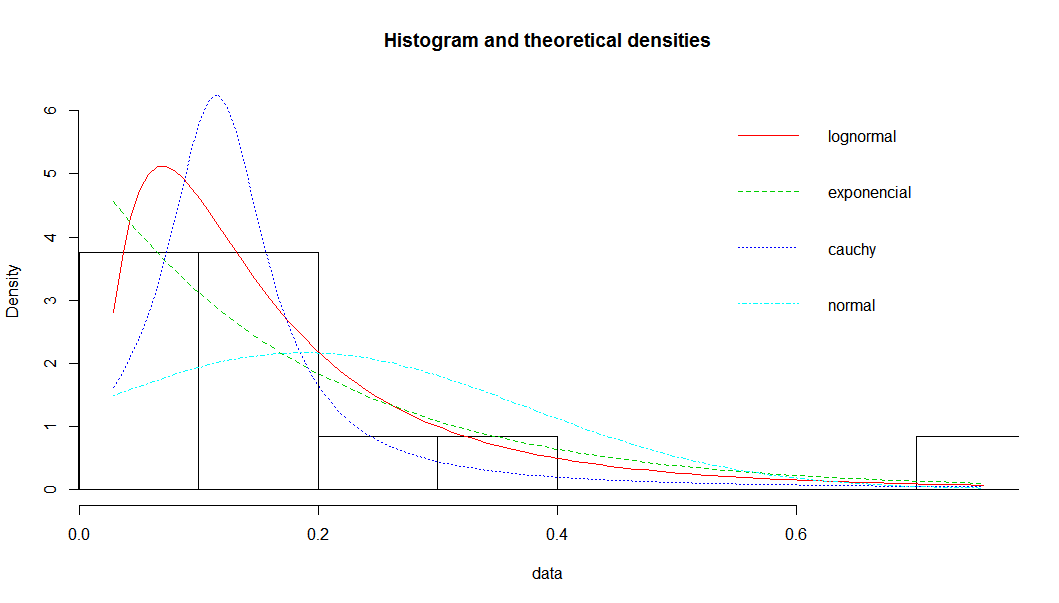 Histogram and theoretical densities
6
5
4
3
2
1
0
Density
lognormal
exponencial
cauchy
normal
0.0
0.2
0.4
0.6
data